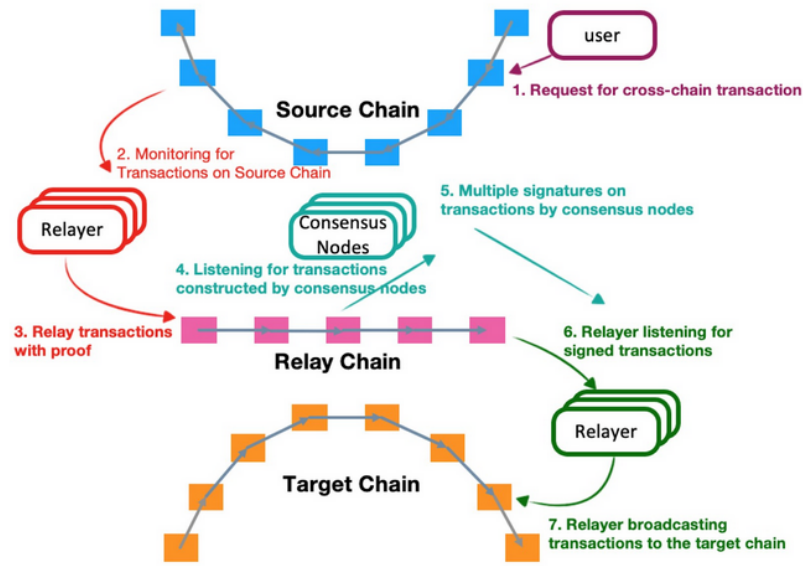 user
1. Request for cross-chain transaction
Source Chain
2. Monitoring for
Transactions on Source Chain
Relayer
Consensus
Nodes
5. Multiple signatures on
transactions by consensus nodes
4. Listening for transactions
constructed by consensus nodes
3. Relay transactions
with proof
Relay Chain
6. Relayer listening for
signed transactions
Relayer
Target Chain
7. Relayer broadcasting
transactions to the target chain